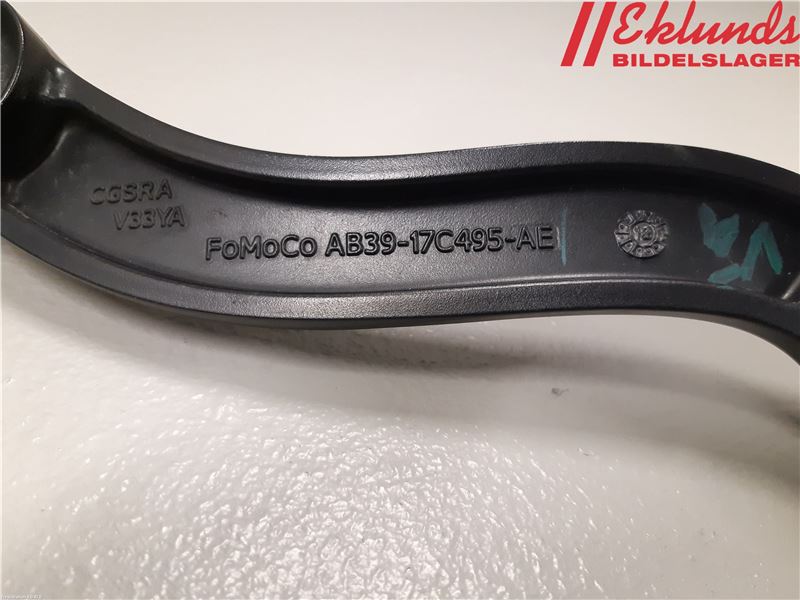 Eklunds
BILDELSLAGER
CGSRA
V33YA
FoMoCo AB39-17C495-AE